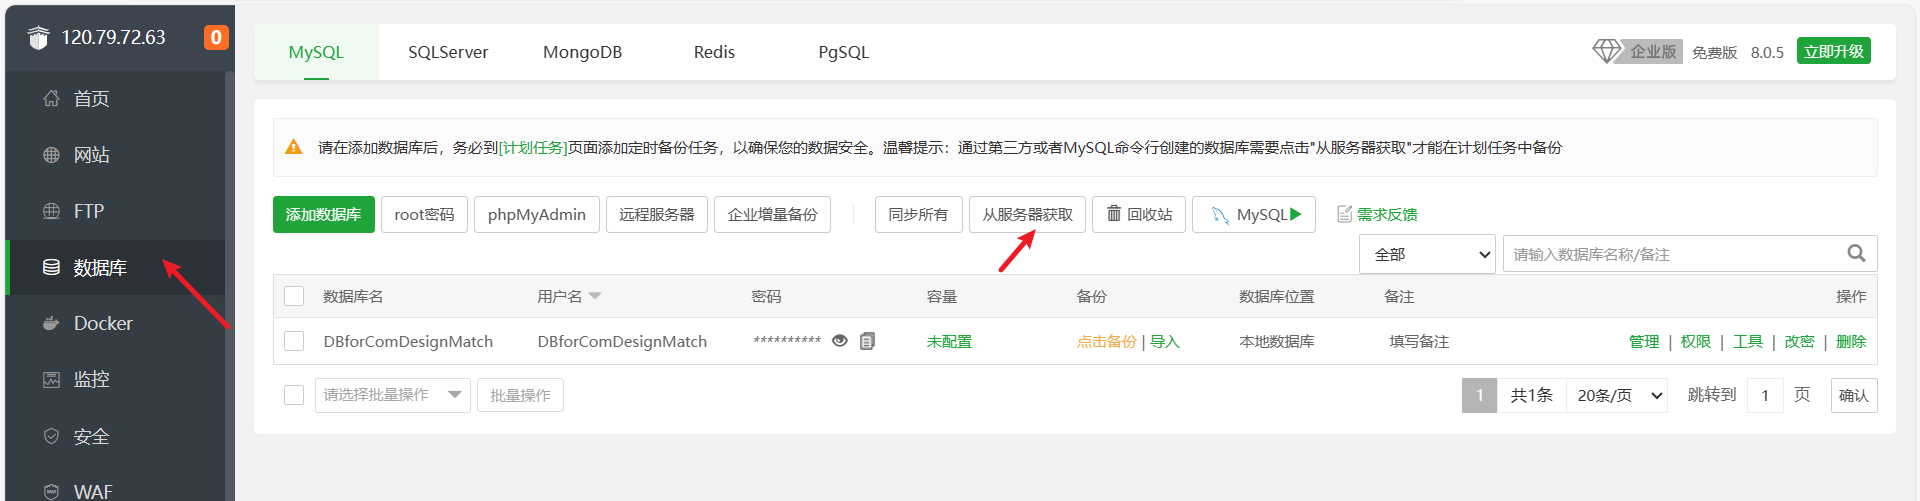 120.79.72.63 0
首页
网站
FTP
数据库
Docker
监控
安全
WAF
MySQL SQLServer MongoDB Redis PgSQL 企业版 免费版 8.0.5 立即升级
请在添加数据库后，务必到[计划任务]页面添加定时备份任务，以确保您的数据安全。温馨提示：通过第三方或者MySQL命令行创建的数据库需要点击"从服务器获取"才能在计划任务中备份
添加数据库 root密码 phpMyAdmin 远程服务器 企业增量备份 同步所有 从服务器获取 回收站 MySQL 需求反馈
全部 请输入数据库名称/备注
数据库名 用户名 密码 容量 备份 数据库位置 备注 操作
DBforComDesignMatch DBforComDesignMatch ********** 未配置 点击备份 | 导入 本地数据库 填写备注 管理 | 权限 | 工具 | 改密 | 删除
请选择批量操作 批量操作 1 共1条 20条/页 跳转到 1 页 确认